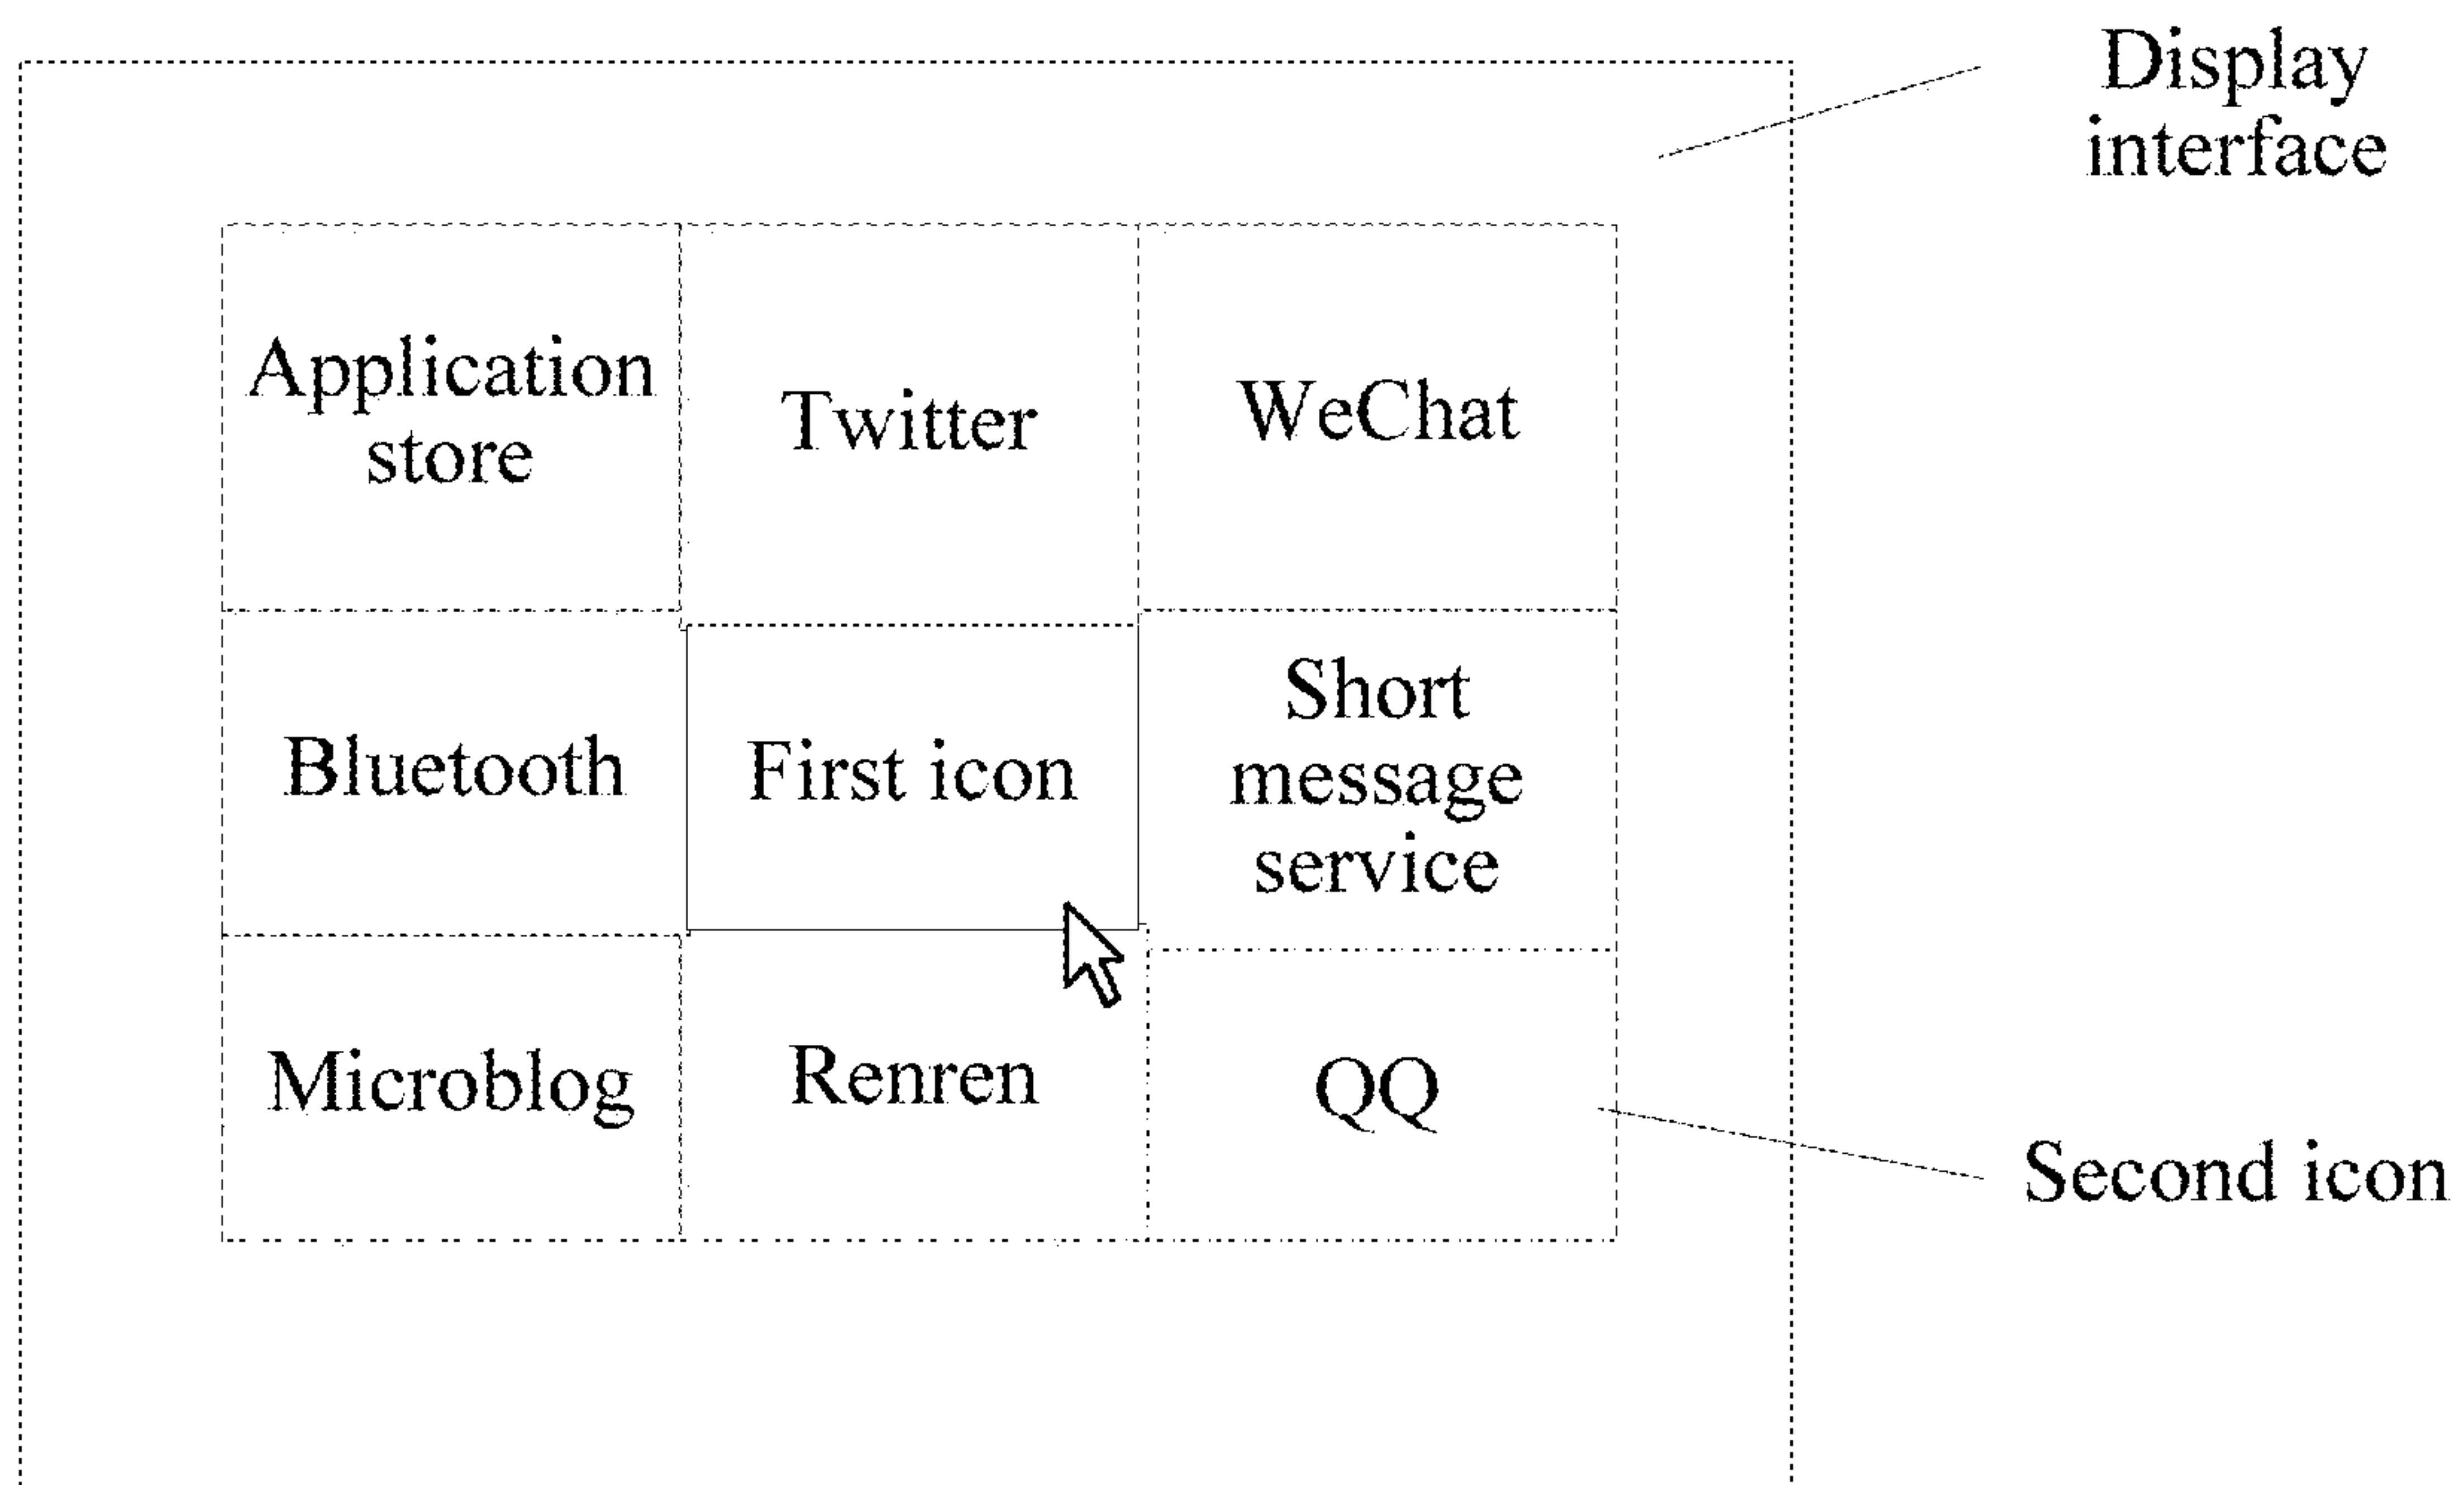 Display
interface
Application
store
Twitter
WeChat
Bluetooth
First icon
Short
message
service
Microblog
Renren
QQ
Second icon